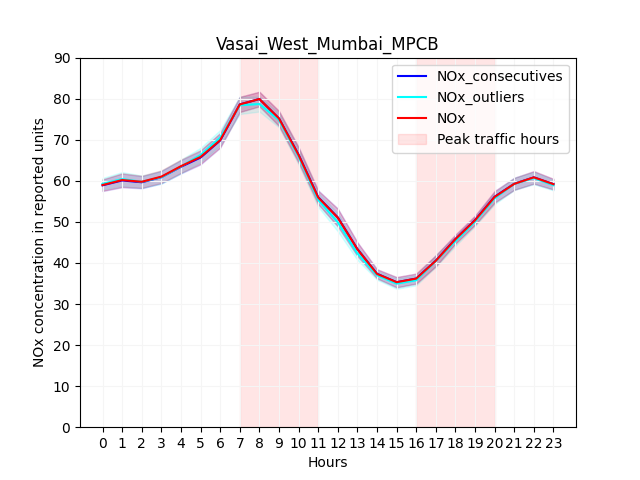 Vasai_West_Mumbai_MPCB
NOx_consecutives
NOx_outliers
NOx
Peak traffic hours
NOx concentration in reported units
90
80
70
60
50
40
30
20
10
0
0 1 2 3 4 5 6 7 8 9 10 11 12 13 14 15 16 17 18 19 20 21 22 23
Hours